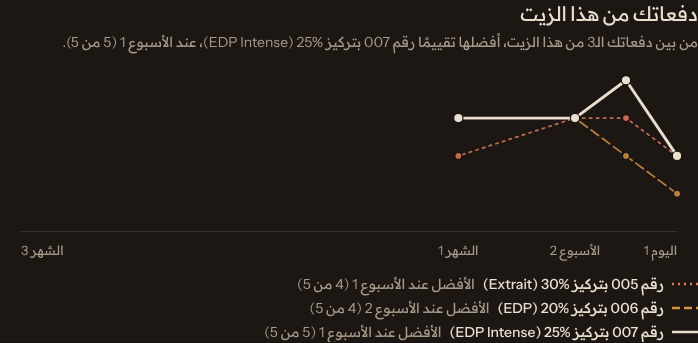 دفعاتك من هذا الزيت
من بين دفعاتك الـ3 من هذا الزيت، أفضلها تقييمًا رقم 007 بتركيز 25% (EDP Intense)، عند الأسبوع 1 (5 من 5).
اليوم 1
الأسبوع 2
الشهر 1
الشهر 3
رقم 005 بتركيز 30% (Extrait) الأفضل عند الأسبوع 1 (4 من 5)
رقم 006 بتركيز 20% (EDP) الأفضل عند الأسبوع 2 (4 من 5)
رقم 007 بتركيز 25% (EDP Intense) الأفضل عند الأسبوع 1 (5 من 5)